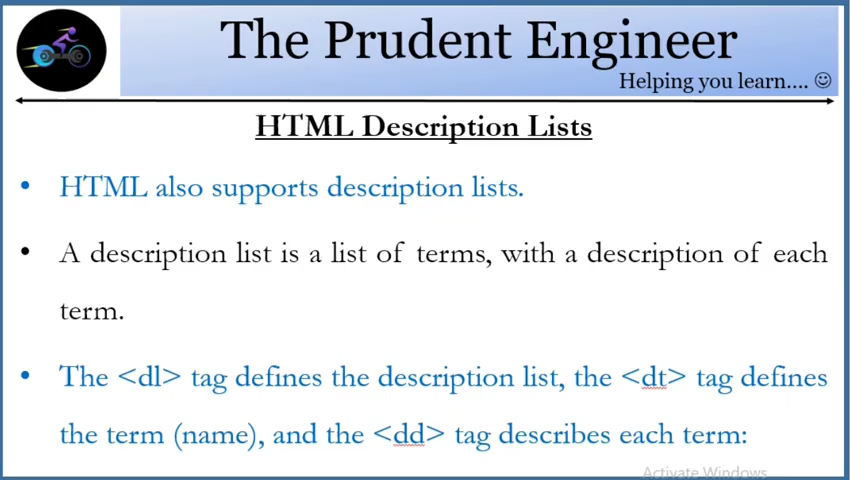 The Prudent Engineer
Helping you learn.... ☺
HTML Description Lists
• HTML also supports description lists.
• A description list is a list of terms, with a description of each
term.
• The <dl> tag defines the description list, the <dt> tag defines
the term (name), and the <dd> tag describes each term:
Activate Windows